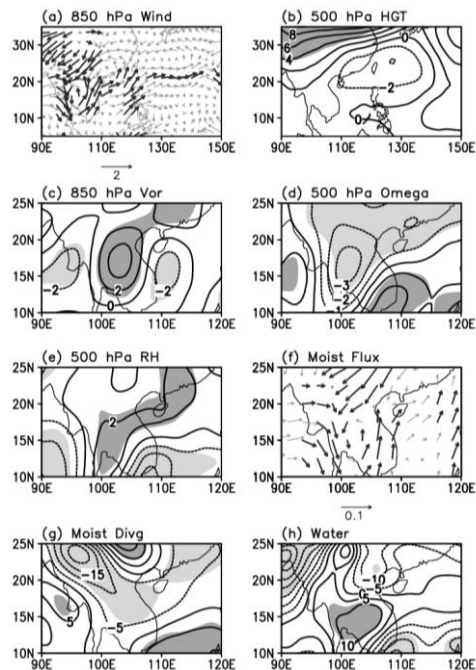 (a) 850 hPa Wind (b) 500 hPa HGT
30N 30N
20N 20N
10N 10N
8
6
4
0
2
0
90E 110E 130E 150E 90E 110E 130E 150E
2
(c) 850 hPa Vor (d) 500 hPa Omega
25N 25N
20N 20N
15N 15N
10N 10N
-2
2
-2
0
-3
-2
-1
90E 100E 110E 120E 90E 100E 110E 120E
(e) 500 hPa RH (f) Moist Flux
25N 25N
20N 20N
15N 15N
10N 10N
2
90E 100E 110E 120E 90E 100E 110E 120E
0.1
(g) Moist Divg (h) Water
25N 25N
20N 20N
15N 15N
10N 10N
-15
5
-5
-10
-5
0
5
10
90E 100E 110E 120E 90E 100E 110E 120E